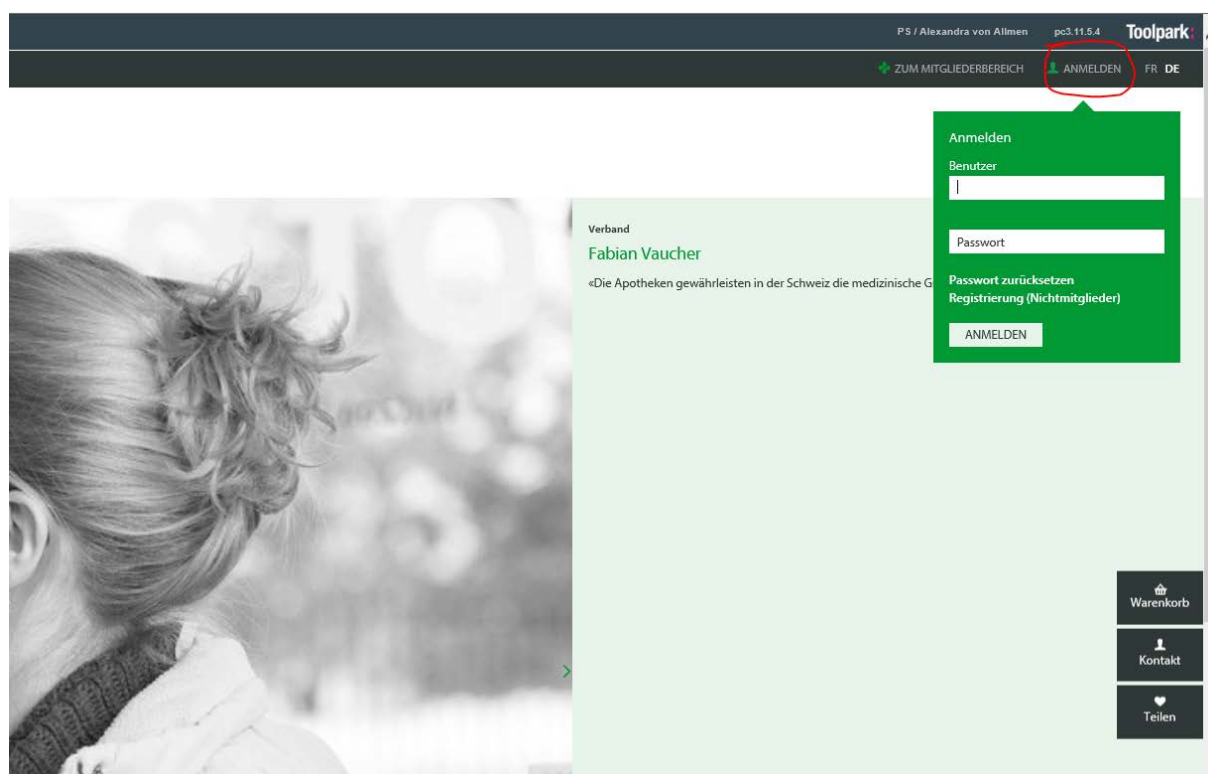 PS / Alexandra von Allmen pc3.11.5.4 Toolpark:
ZUM MITGLIEDERBEREICH ANMELDEN FR DE
Anmelden
Benutzer
Passwort
Passwort zurücksetzen
Registrierung (Nichtmitglieder)
ANMELDEN
Verband
Fabian Vaucher
«Die Apotheken gewährleisten in der Schweiz die medizinische G
Warenkorb
Kontakt
Teilen